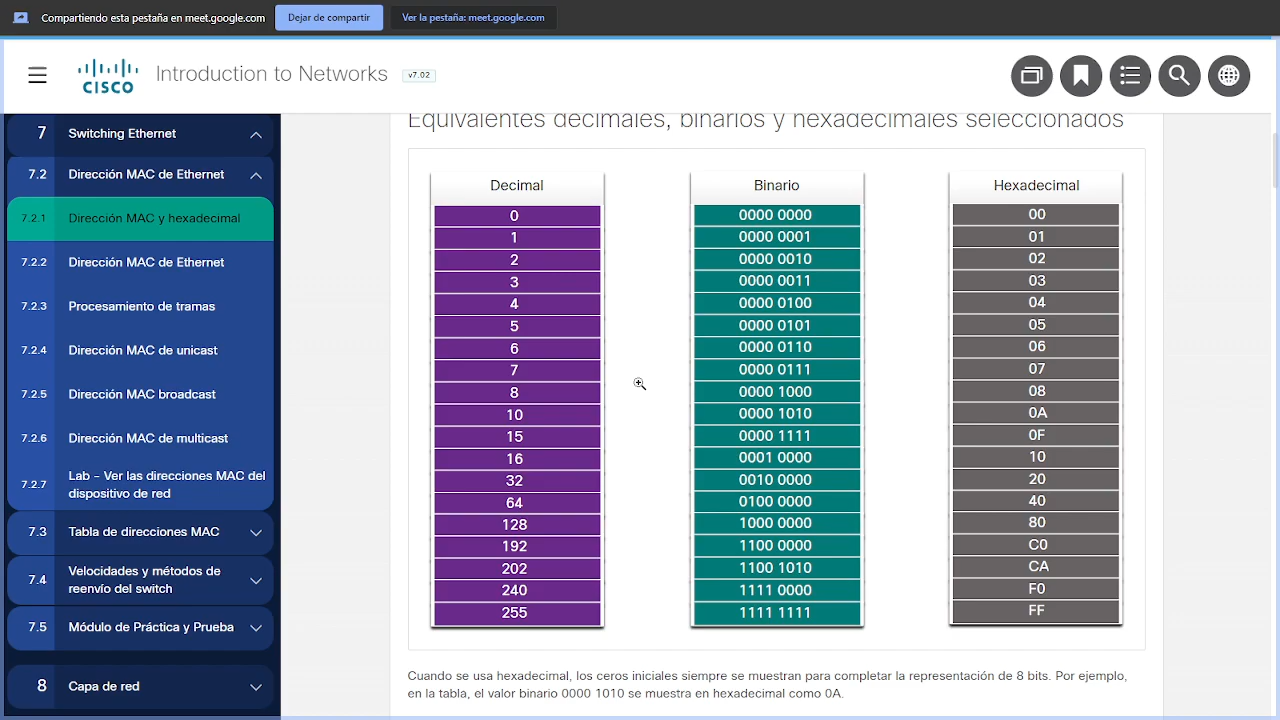 Compartiendo esta pestaña en meet.google.com
Dejar de compartir
Ver la pestaña: meet.google.com
CISCO
Introduction to Networks
v7.02
7 Switching Ethernet
7.2 Dirección MAC de Ethernet
7.2.1 Dirección MAC y hexadecimal
7.2.2 Dirección MAC de Ethernet
7.2.3 Procesamiento de tramas
7.2.4 Dirección MAC de unicast
7.2.5 Dirección MAC broadcast
7.2.6 Dirección MAC de multicast
7.2.7 Lab - Ver las direcciones MAC del
dispositivo de red
7.3 Tabla de direcciones MAC
7.4 Velocidades y métodos de
reenvío del switch
7.5 Módulo de Práctica y Prueba
8 Capa de red
Equivalentes decimales, binarios y hexadecimales seleccionados
Decimal Binario Hexadecimal
0 0000 0000 00
1 0000 0001 01
2 0000 0010 02
3 0000 0011 03
4 0000 0100 04
5 0000 0101 05
6 0000 0110 06
7 0000 0111 07
8 0000 1000 08
10 0000 1010 0A
15 0000 1111 0F
16 0001 0000 10
32 0010 0000 20
64 0100 0000 40
128 1000 0000 80
192 1100 0000 C0
202 1100 1010 CA
240 1111 0000 F0
255 1111 1111 FF
Cuando se usa hexadecimal, los ceros iniciales siempre se muestran para completar la representación de 8 bits. Por ejemplo,
en la tabla, el valor binario 0000 1010 se muestra en hexadecimal como 0A.